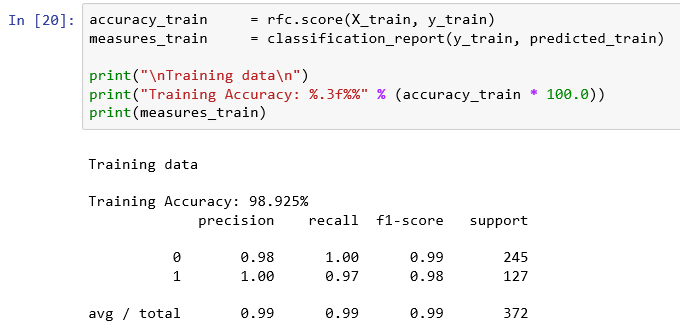 In [20]: accuracy_train     = rfc.score(X_train, y_train)
measures_train     = classification_report(y_train, predicted_train)
print("\nTraining data\n")
print("Training Accuracy: %.3f%%" % (accuracy_train * 100.0))
print(measures_train)
Training data
Training Accuracy: 98.925%
             precision    recall  f1-score   support
          0       0.98      1.00      0.99       245
          1       1.00      0.97      0.98       127
avg / total       0.99      0.99      0.99       372